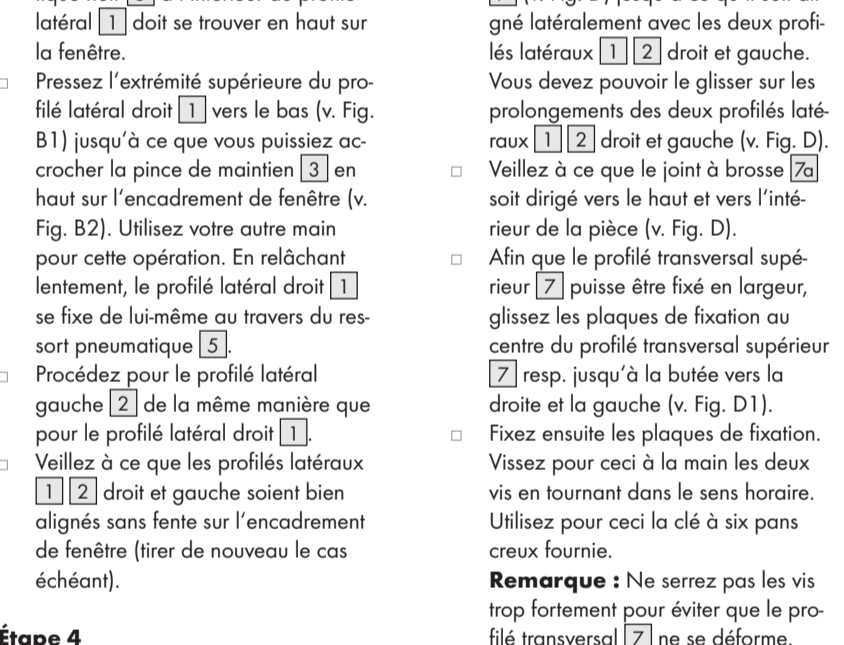 latéral 1 doit se trouver en haut sur
la fenêtre.
□ Pressez l'extrémité supérieure du pro-
filé latéral droit 1 vers le bas (v. Fig.
B1) jusqu'à ce que vous puissiez ac-
crocher la pince de maintien 3 en
haut sur l'encadrement de fenêtre (v.
Fig. B2). Utilisez votre autre main
pour cette opération. En relâchant
lentement, le profilé latéral droit 1
se fixe de lui-même au travers du res-
sort pneumatique 5.
□ Procédez pour le profilé latéral
gauche 2 de la même manière que
pour le profilé latéral droit 1.
□ Veillez à ce que les profilés latéraux
1 2 droit et gauche soient bien
alignés sans fente sur l'encadrement
de fenêtre (tirer de nouveau le cas
échéant).
Étape 4
gné latéralement avec les deux profi-
lés latéraux 1 2 droit et gauche.
Vous devez pouvoir le glisser sur les
prolongements des deux profilés laté-
raux 1 2 droit et gauche (v. Fig. D).
□ Veillez à ce que le joint à brosse 7a
soit dirigé vers le haut et vers l'inté-
rieur de la pièce (v. Fig. D).
□ Afin que le profilé transversal supé-
rieur 7 puisse être fixé en largeur,
glissez les plaques de fixation au
centre du profilé transversal supérieur
7 resp. jusqu'à la butée vers la
droite et la gauche (v. Fig. D1).
□ Fixez ensuite les plaques de fixation.
Vissez pour ceci à la main les deux
vis en tournant dans le sens horaire.
Utilisez pour ceci la clé à six pans
creux fournie.
Remarque : Ne serrez pas les vis
trop fortement pour éviter que le pro-
filé transversal 7 ne se déforme.